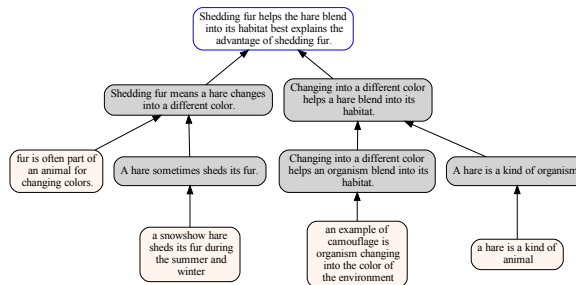 Shedding fur helps the hare blend
into its habitat best explains the
advantage of shedding fur.
Shedding fur means a hare changes
into a different color.
Changing into a different color
helps a hare blend into its
habitat.
fur is often part of
an animal for
changing colors.
A hare sometimes sheds its fur.
Changing into a different color
helps an organism blend into its
habitat.
A hare is a kind of organism
a snowshow hare
sheds its fur during
the summer and
winter
an example of
camouflage is
organism changing
into the color of
the environment
a hare is a kind of
animal